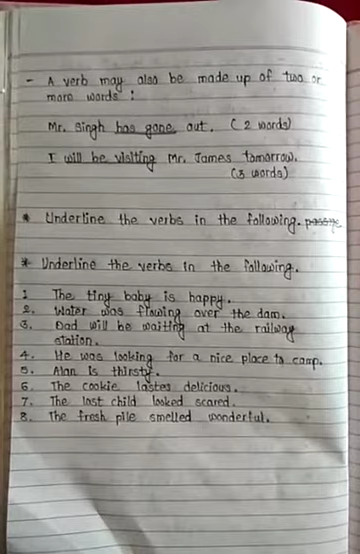 - A verb may also be made up of two or
more words :
Mr. Singh has gone out. (2 words)
I will be visiting Mr. James tomorrow.
(3 words)
* Underline the verbs in the following.
* Underline the verbs in the following.
1 The tiny baby is happy.
2. Water was flowing over the dam.
3. Dad will be waiting at the railway
station.
4. He was looking for a nice place to camp.
5. Alan is thirsty.
6. The cookie tastes delicious.
7. The lost child looked scared.
8. The fresh pile smelled wonderful.